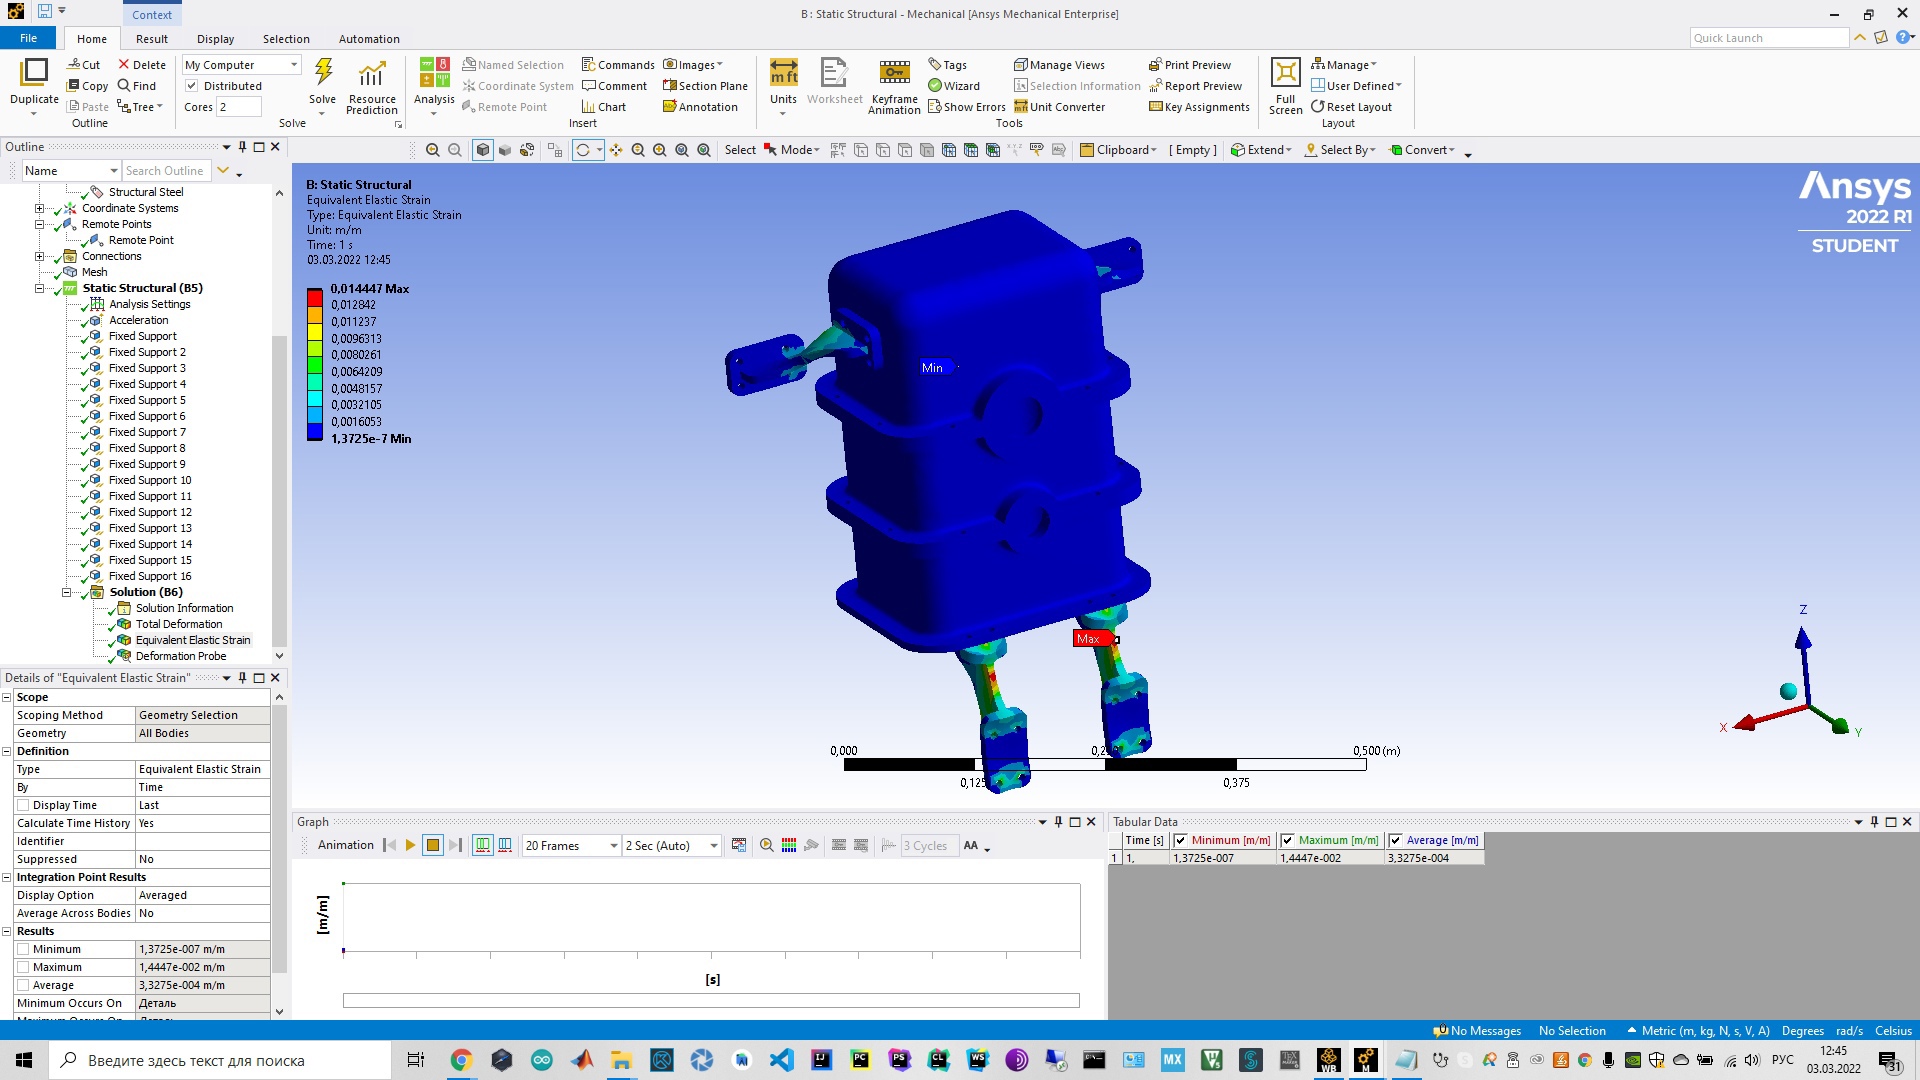 Context
B : Static Structural - Mechanical [Ansys Mechanical Enterprise]
File
Home
Result
Display
Selection
Automation
Quick Launch
Duplicate
Cut
Copy
Paste
Delete
Find
Tree
Outline
My Computer
Distributed
Cores 2
Solve
Resource Prediction
Solve
Analysis
Named Selection
Coordinate System
Remote Point
Commands
Comment
Chart
Images
Section Plane
Annotation
Insert
Units
Worksheet
Keyframe Animation
Tags
Wizard
Show Errors
Manage Views
Selection Information
Unit Converter
Print Preview
Report Preview
Key Assignments
Tools
Full Screen
Manage
User Defined
Reset Layout
Layout
Outline
Name
Search Outline
Select
Mode
Clipboard
[ Empty ]
Extend
Select By
Convert
Structural Steel
Coordinate Systems
Remote Points
Remote Point
Connections
Mesh
Static Structural (B5)
Analysis Settings
Acceleration
Fixed Support
Fixed Support 2
Fixed Support 3
Fixed Support 4
Fixed Support 5
Fixed Support 6
Fixed Support 7
Fixed Support 8
Fixed Support 9
Fixed Support 10
Fixed Support 11
Fixed Support 12
Fixed Support 13
Fixed Support 14
Fixed Support 15
Fixed Support 16
Solution (B6)
Solution Information
Total Deformation
Equivalent Elastic Strain
Deformation Probe
B: Static Structural
Equivalent Elastic Strain
Type: Equivalent Elastic Strain
Unit: m/m
Time: 1 s
03.03.2022 12:45
0,014447 Max
0,012842
0,011237
0,0096313
0,0080261
0,0064209
0,0048157
0,0032105
0,0016053
1,3725e-7 Min
Min
Max
Ansys
2022 R1
STUDENT
0,000
0,500 (m)
0,375
Z
X
Y
Details of "Equivalent Elastic Strain"
Scope
Scoping Method Geometry Selection
Geometry All Bodies
Definition
Type Equivalent Elastic Strain
By Time
Display Time Last
Calculate Time History Yes
Identifier
Suppressed No
Integration Point Results
Display Option Averaged
Average Across Bodies No
Results
Minimum 1,3725e-007 m/m
Maximum 1,4447e-002 m/m
Average 3,3275e-004 m/m
Minimum Occurs On Деталь
Graph
Animation
20 Frames
2 Sec (Auto)
3 Cycles
AA
[m/m]
[s]
Tabular Data
Time [s] Minimum [m/m] Maximum [m/m] Average [m/m]
1 1, 1,3725e-007 1,4447e-002 3,3275e-004
No Messages
No Selection
Metric (m, kg, N, s, V, A)
Degrees
rad/s
Celsius
Введите здесь текст для поиска
РУС
12:45
03.03.2022
31